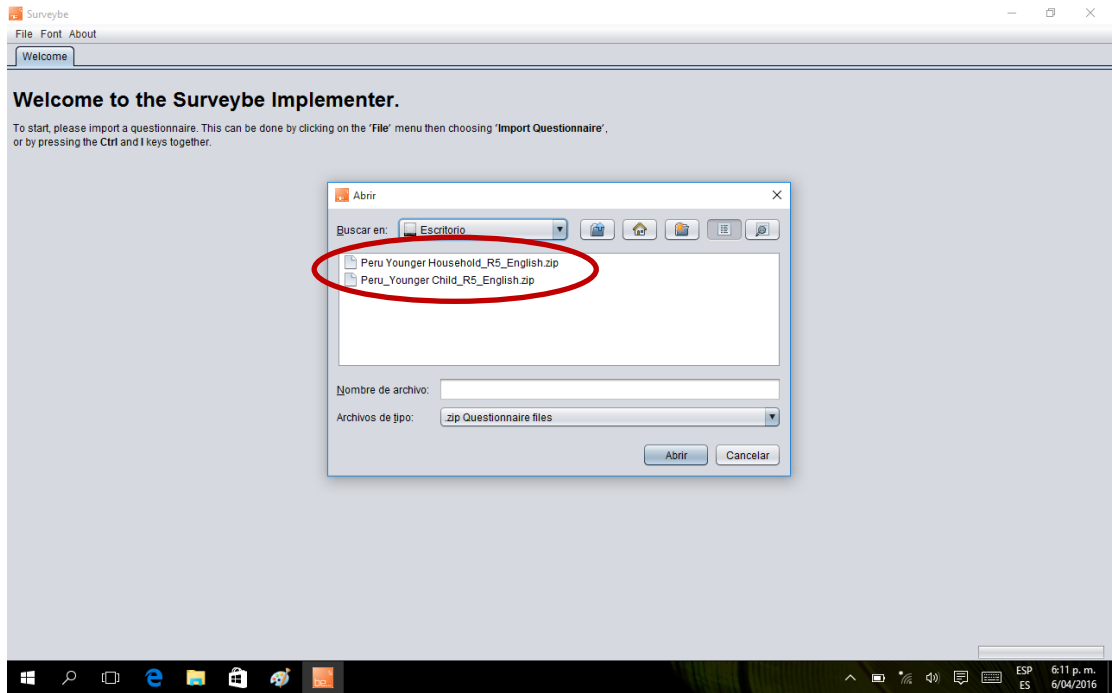 Surveybe
File Font About
Welcome
Welcome to the Surveybe Implementer.
To start, please import a questionnaire. This can be done by clicking on the 'File' menu then choosing 'Import Questionnaire',
or by pressing the Ctrl and I keys together.
Abrir
Buscar en: Escritorio
Peru Younger Household_R5_English.zip
Peru_Younger Child_R5_English.zip
Nombre de archivo:
Archivos de tipo: .zip Questionnaire files
Abrir Cancelar
ESP 6:11 p. m.
ES 6/04/2016